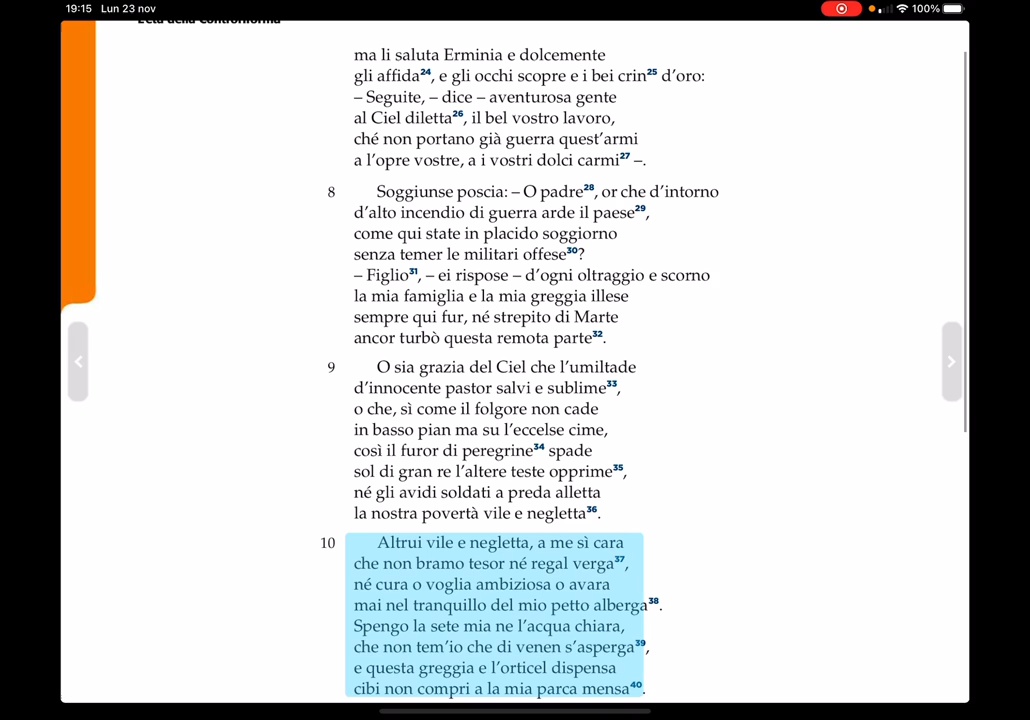 19:15 Lun 23 nov
100%
L'età della Controriforma
ma li saluta Erminia e dolcemente
gli affida24, e gli occhi scopre e i bei crin25 d'oro:
– Seguite, – dice – aventurosa gente
al Ciel diletta26, il bel vostro lavoro,
ché non portano già guerra quest'armi
a l'opre vostre, a i vostri dolci carmi27 –.
8 Soggiunse poscia: – O padre28, or che d'intorno
d'alto incendio di guerra arde il paese29,
come qui state in placido soggiorno
senza temer le militari offese30?
– Figlio31, – ei rispose – d'ogni oltraggio e scorno
la mia famiglia e la mia greggia illese
sempre qui fur, né strepito di Marte
ancor turbò questa remota parte32.
9 O sia grazia del Ciel che l'umiltade
d'innocente pastor salvi e sublime33,
o che, sì come il folgore non cade
in basso pian ma su l'eccelse cime,
così il furor di peregrine34 spade
sol di gran re l'altere teste opprime35,
né gli avidi soldati a preda alletta
la nostra povertà vile e negletta36.
10 Altrui vile e negletta, a me sì cara
che non bramo tesor né regal verga37,
né cura o voglia ambiziosa o avara
mai nel tranquillo del mio petto alberga38.
Spengo la sete mia ne l'acqua chiara,
che non tem'io che di venen s'asperga39,
e questa greggia e l'orticel dispensa
cibi non compri a la mia parca mensa40.